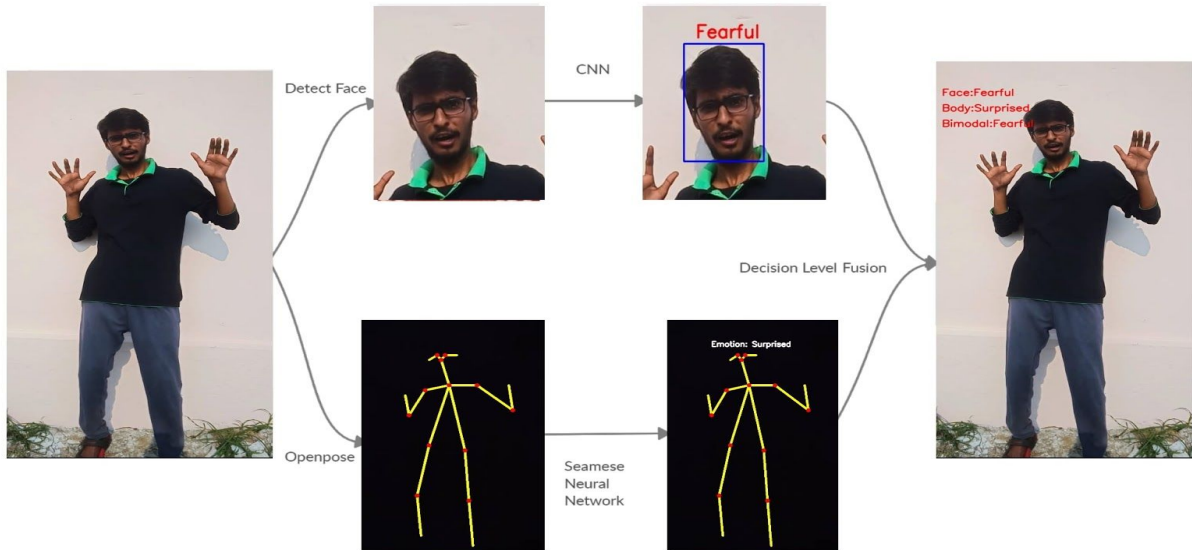 Detect Face
Fearful
CNN
Face:Fearful
Body:Surprised
Bimodal:Fearful
Decision Level Fusion
Openpose
Emotion: Surprised
Seamese
Neural
Network